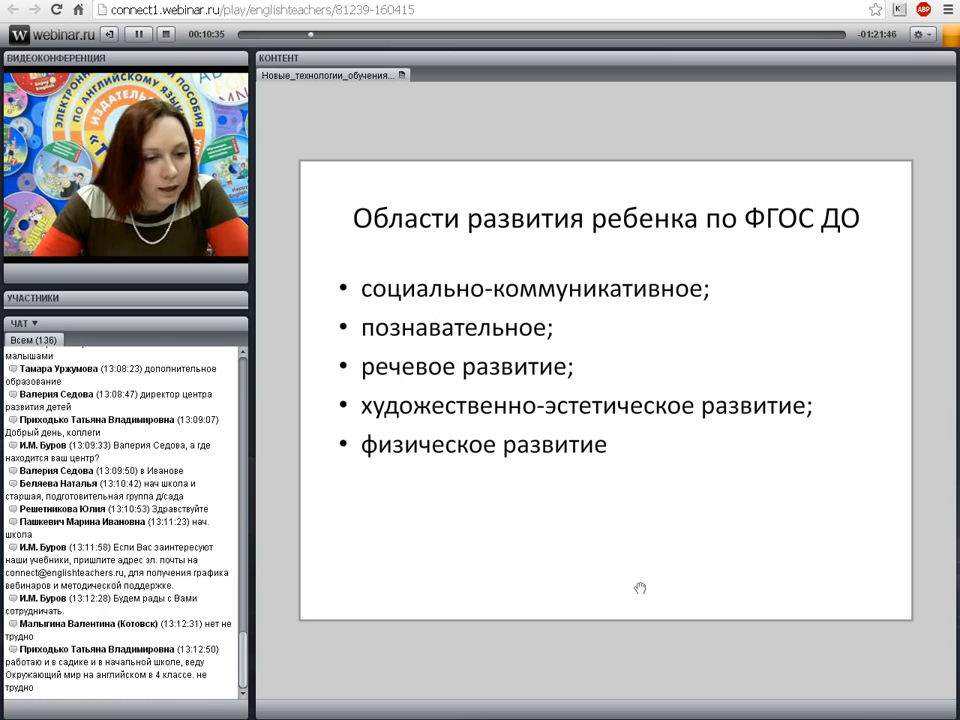 connect1.webinar.ru/play/englishteachers/81239-160415
webinar.ru
00:10:35
-01:21:46
ВИДЕОКОНФЕРЕНЦИЯ
ЭЛЕКТРОННЫЕ
ПОСОБИЯ
ПО АНГЛИЙСКОМУ ЯЗЫКУ
ИЗДАТЕЛЬСТВО
УЧАСТНИКИ
ЧАТ
Всем (136)
малышами
Тамара Уржумова (13:08:23) дополнительное
образование
Валерия Седова (13:08:47) директор центра
развития детей
Приходько Татьяна Владимировна (13:09:07)
Добрый день, коллеги
И.М. Буров (13:09:33) Валерия Седова, а где
находится ваш центр?
Валерия Седова (13:09:50) в Иванове
Беляева Наталья (13:10:42) нач школа и
старшая, подготовительная группа д/сада
Решетникова Юлия (13:10:53) Здравствуйте
Пашкевич Марина Ивановна (13:11:23) нач.
школа
И.М. Буров (13:11:58) Если Вас заинтересуют
наши учебники, пришлите адрес эл. почты на
connect@englishteachers.ru, для получения графика
вебинаров и методической поддержке.
И.М. Буров (13:12:28) Будем рады с Вами
сотрудничать.
Малыгина Валентина (Котовск) (13:12:31) нет не
трудно
Приходько Татьяна Владимировна (13:12:50)
работаю и в садике и в начальной школе, веду
Окружающий мир на английском в 4 классе. не
трудно
КОНТЕНТ
Новые_технологии_обучения...
Области развития ребенка по ФГОС ДО
• социально-коммуникативное;
• познавательное;
• речевое развитие;
• художественно-эстетическое развитие;
• физическое развитие